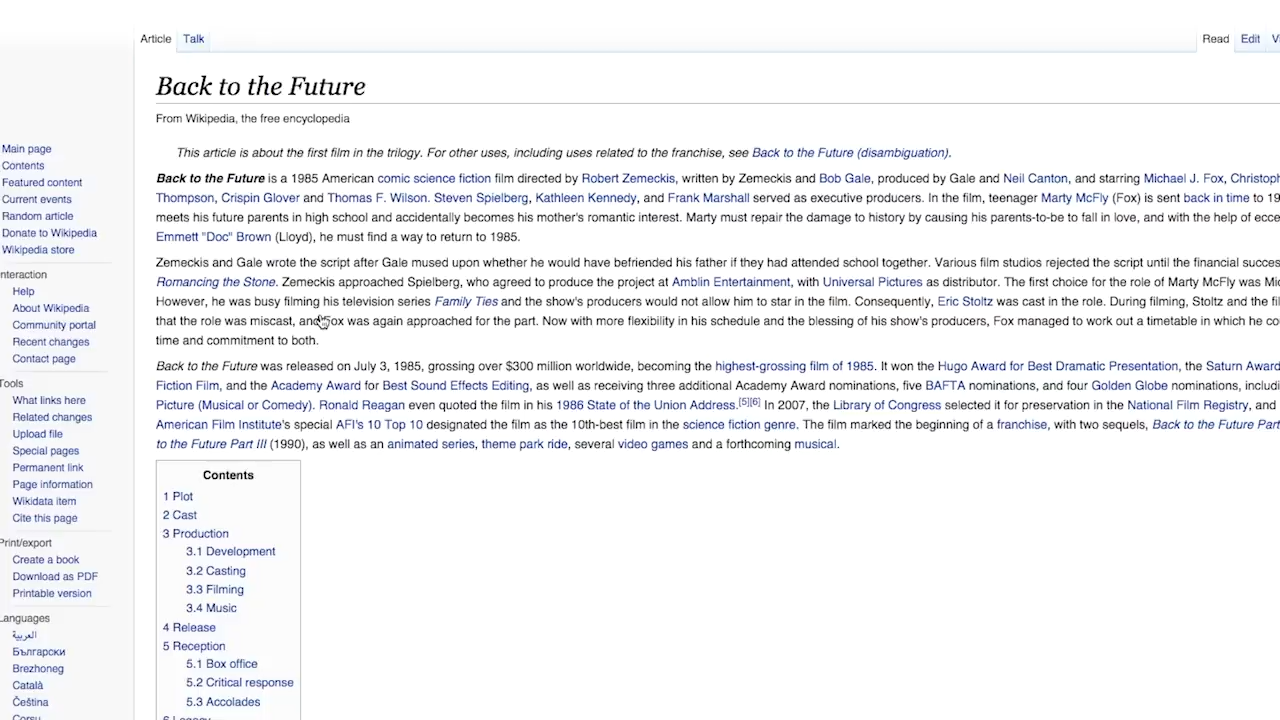 Article Talk Read Edit
Back to the Future
From Wikipedia, the free encyclopedia
This article is about the first film in the trilogy. For other uses, including uses related to the franchise, see Back to the Future (disambiguation).
Back to the Future is a 1985 American comic science fiction film directed by Robert Zemeckis, written by Zemeckis and Bob Gale, produced by Gale and Neil Canton, and starring Michael J. Fox, Christoph
Thompson, Crispin Glover and Thomas F. Wilson. Steven Spielberg, Kathleen Kennedy, and Frank Marshall served as executive producers. In the film, teenager Marty McFly (Fox) is sent back in time to 19
meets his future parents in high school and accidentally becomes his mother's romantic interest. Marty must repair the damage to history by causing his parents-to-be to fall in love, and with the help of ecce
Emmett "Doc" Brown (Lloyd), he must find a way to return to 1985.
Zemeckis and Gale wrote the script after Gale mused upon whether he would have befriended his father if they had attended school together. Various film studios rejected the script until the financial succes
Romancing the Stone. Zemeckis approached Spielberg, who agreed to produce the project at Amblin Entertainment, with Universal Pictures as distributor. The first choice for the role of Marty McFly was Mic
However, he was busy filming his television series Family Ties and the show's producers would not allow him to star in the film. Consequently, Eric Stoltz was cast in the role. During filming, Stoltz and the fil
that the role was miscast, and Fox was again approached for the part. Now with more flexibility in his schedule and the blessing of his show's producers, Fox managed to work out a timetable in which he co
time and commitment to both.
Back to the Future was released on July 3, 1985, grossing over $300 million worldwide, becoming the highest-grossing film of 1985. It won the Hugo Award for Best Dramatic Presentation, the Saturn Award
Fiction Film, and the Academy Award for Best Sound Effects Editing, as well as receiving three additional Academy Award nominations, five BAFTA nominations, and four Golden Globe nominations, includi
Picture (Musical or Comedy). Ronald Reagan even quoted the film in his 1986 State of the Union Address.[5][6] In 2007, the Library of Congress selected it for preservation in the National Film Registry, and
American Film Institute's special AFI's 10 Top 10 designated the film as the 10th-best film in the science fiction genre. The film marked the beginning of a franchise, with two sequels, Back to the Future Part
to the Future Part III (1990), as well as an animated series, theme park ride, several video games and a forthcoming musical.
Contents
1 Plot
2 Cast
3 Production
3.1 Development
3.2 Casting
3.3 Filming
3.4 Music
4 Release
5 Reception
5.1 Box office
5.2 Critical response
5.3 Accolades
6 Legacy
Main page
Contents
Featured content
Current events
Random article
Donate to Wikipedia
Wikipedia store
nteraction
Help
About Wikipedia
Community portal
Recent changes
Contact page
Tools
What links here
Related changes
Upload file
Special pages
Permanent link
Page information
Wikidata item
Cite this page
Print/export
Create a book
Download as PDF
Printable version
Languages
العربية
Български
Brezhoneg
Català
Čeština
Corsu